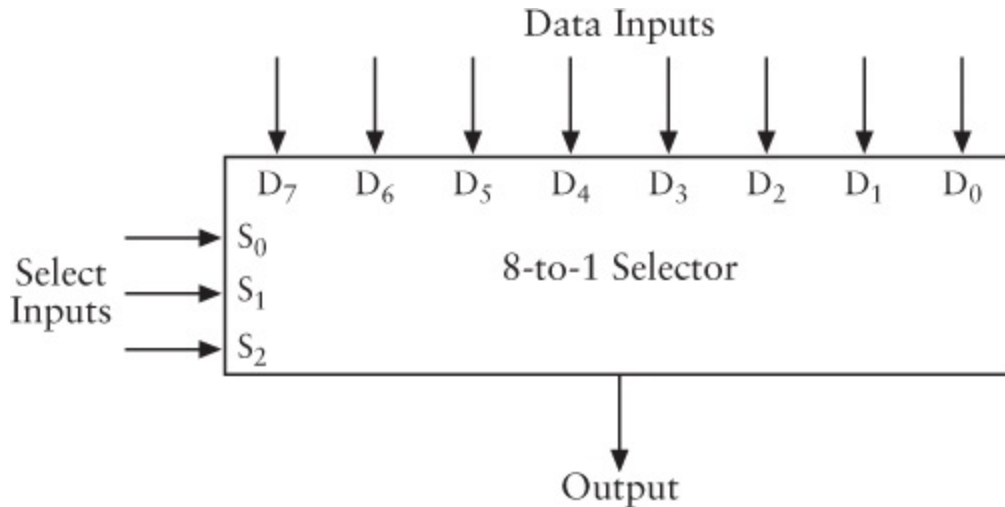 Data Inputs
D₇ D₆ D₅ D₄ D₃ D₂ D₁ D₀
S₀
8-to-1 Selector
Select
Inputs
S₁
S₂
Output